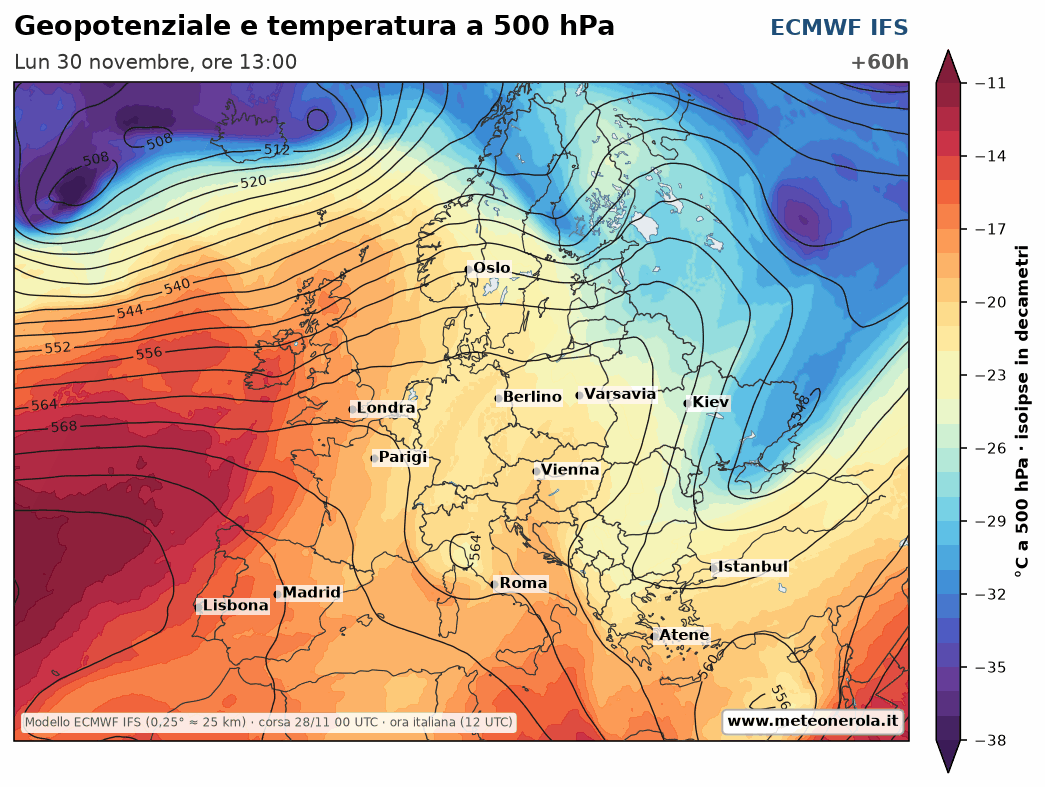 Geopotenziale e temperatura a 500 hPa
ECMWF IFS
Lun 30 novembre, ore 13:00
+60h
508
508
512
520
540
544
552
556
564
568
548
564
560
556
Oslo
Berlino
Varsavia
Kiev
Londra
Parigi
Vienna
Istanbul
Roma
Madrid
Lisbona
Atene
Modello ECMWF IFS (0,25° ≈ 25 km) · corsa 28/11 00 UTC · ora italiana (12 UTC)
www.meteonerola.it
−11
−14
−17
−20
−23
−26
−29
−32
−35
−38
°C a 500 hPa · isoipse in decametri